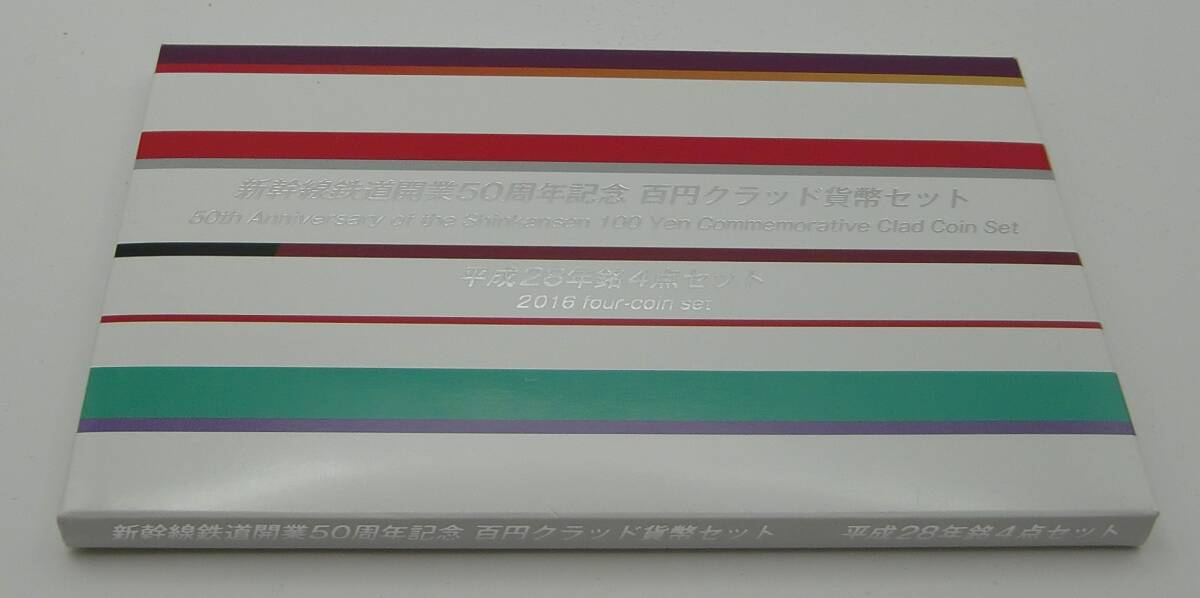 新幹線鉄道開業50周年記念 百円クラッド貨幣セット
50th Anniversary of the Shinkansen 100 Yen Commemorative Clad Coin Set
平成28年銘4点セット
2016 four-coin set
新幹線鉄道開業50周年記念 百円クラッド貨幣セット 平成28年銘4点セット